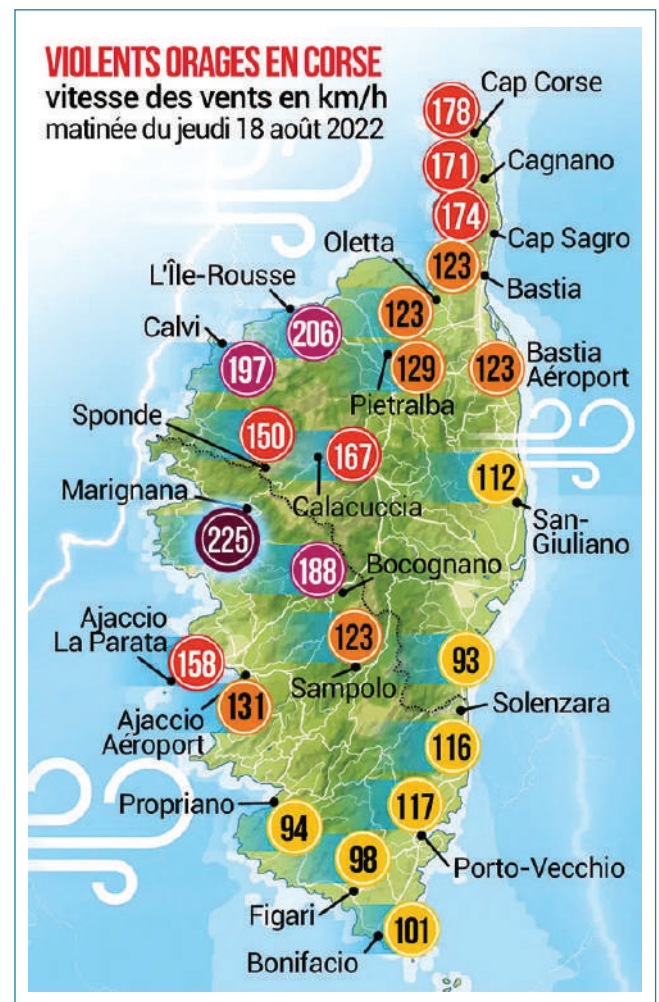 VIOLENTS ORAGES EN CORSE
vitesse des vents en km/h
matinée du jeudi 18 août 2022
Cap Corse
178
171
Cagnano
174
Cap Sagro
Oletta
123
Bastia
L'Île-Rousse
206
123
Calvi
197
129
Pietralba
123
Bastia
Aéroport
Sponde
150
167
Calacuccia
112
San-
Giuliano
Marignana
225
188
Bocognano
Ajaccio
La Parata
158
123
Sampolo
93
Solenzara
131
Ajaccio
Aéroport
116
Propriano
94
117
Porto-Vecchio
98
Figari
101
Bonifacio